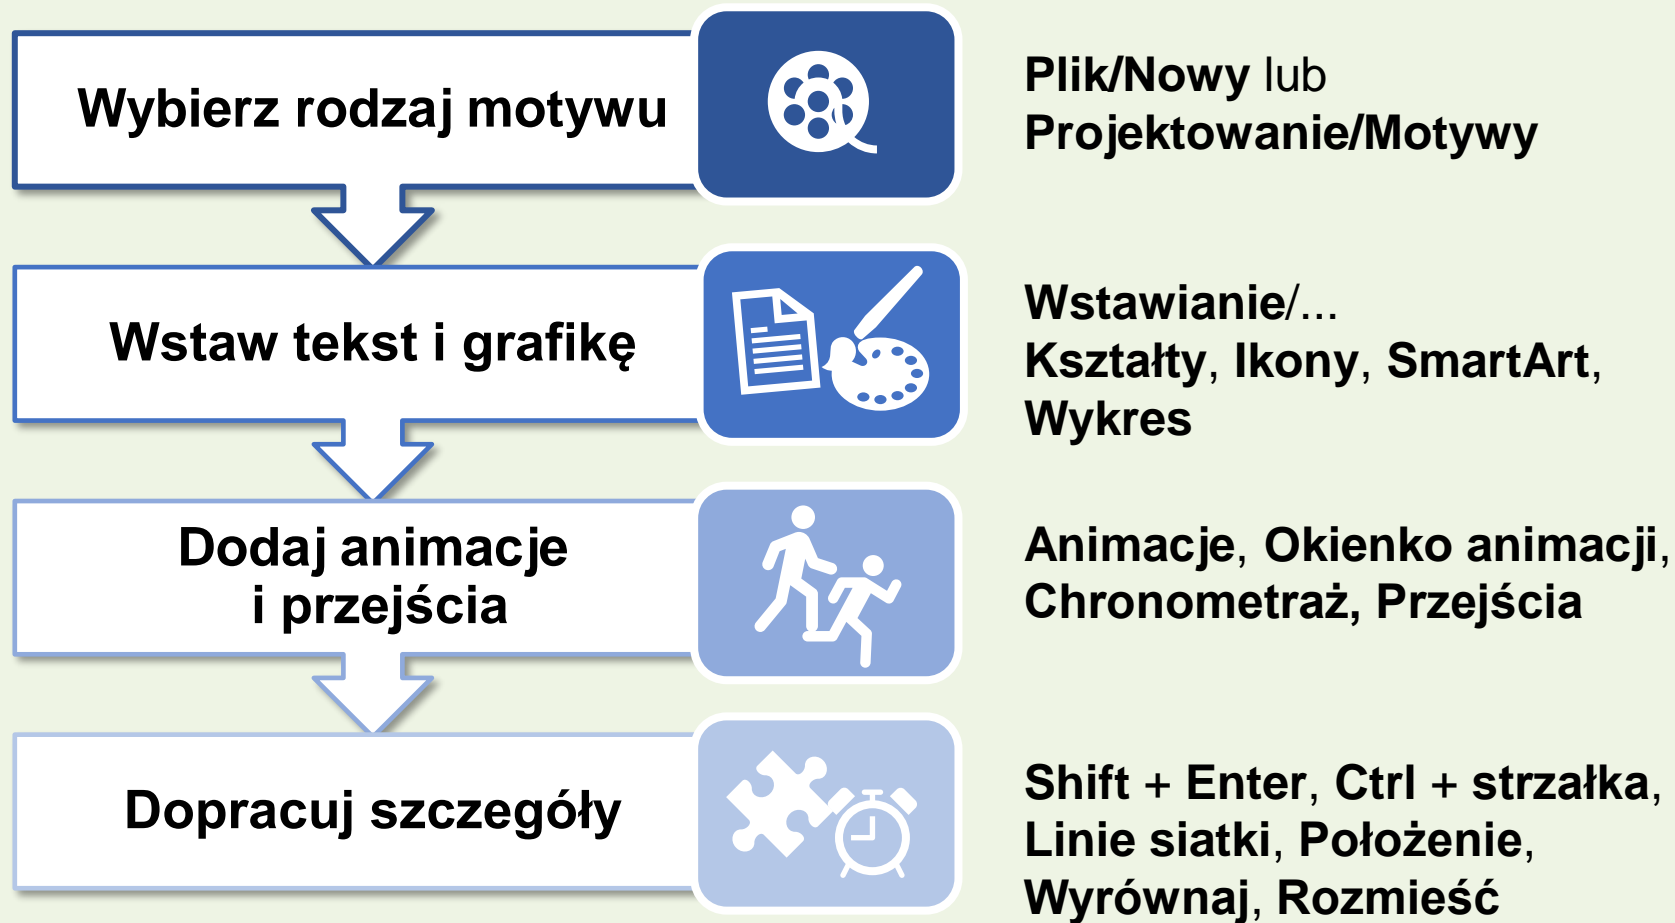 Wybierz rodzaj motywu
Plik/Nowy lub
Projektowanie/Motywy
Wstaw tekst i grafikę
Wstawianie/...
Kształty, Ikony, SmartArt,
Wykres
Dodaj animacje
i przejścia
Animacje, Okienko animacji,
Chronometraż, Przejścia
Dopracuj szczegóły
Shift + Enter, Ctrl + strzałka,
Linie siatki, Położenie,
Wyrównaj, Rozmieść